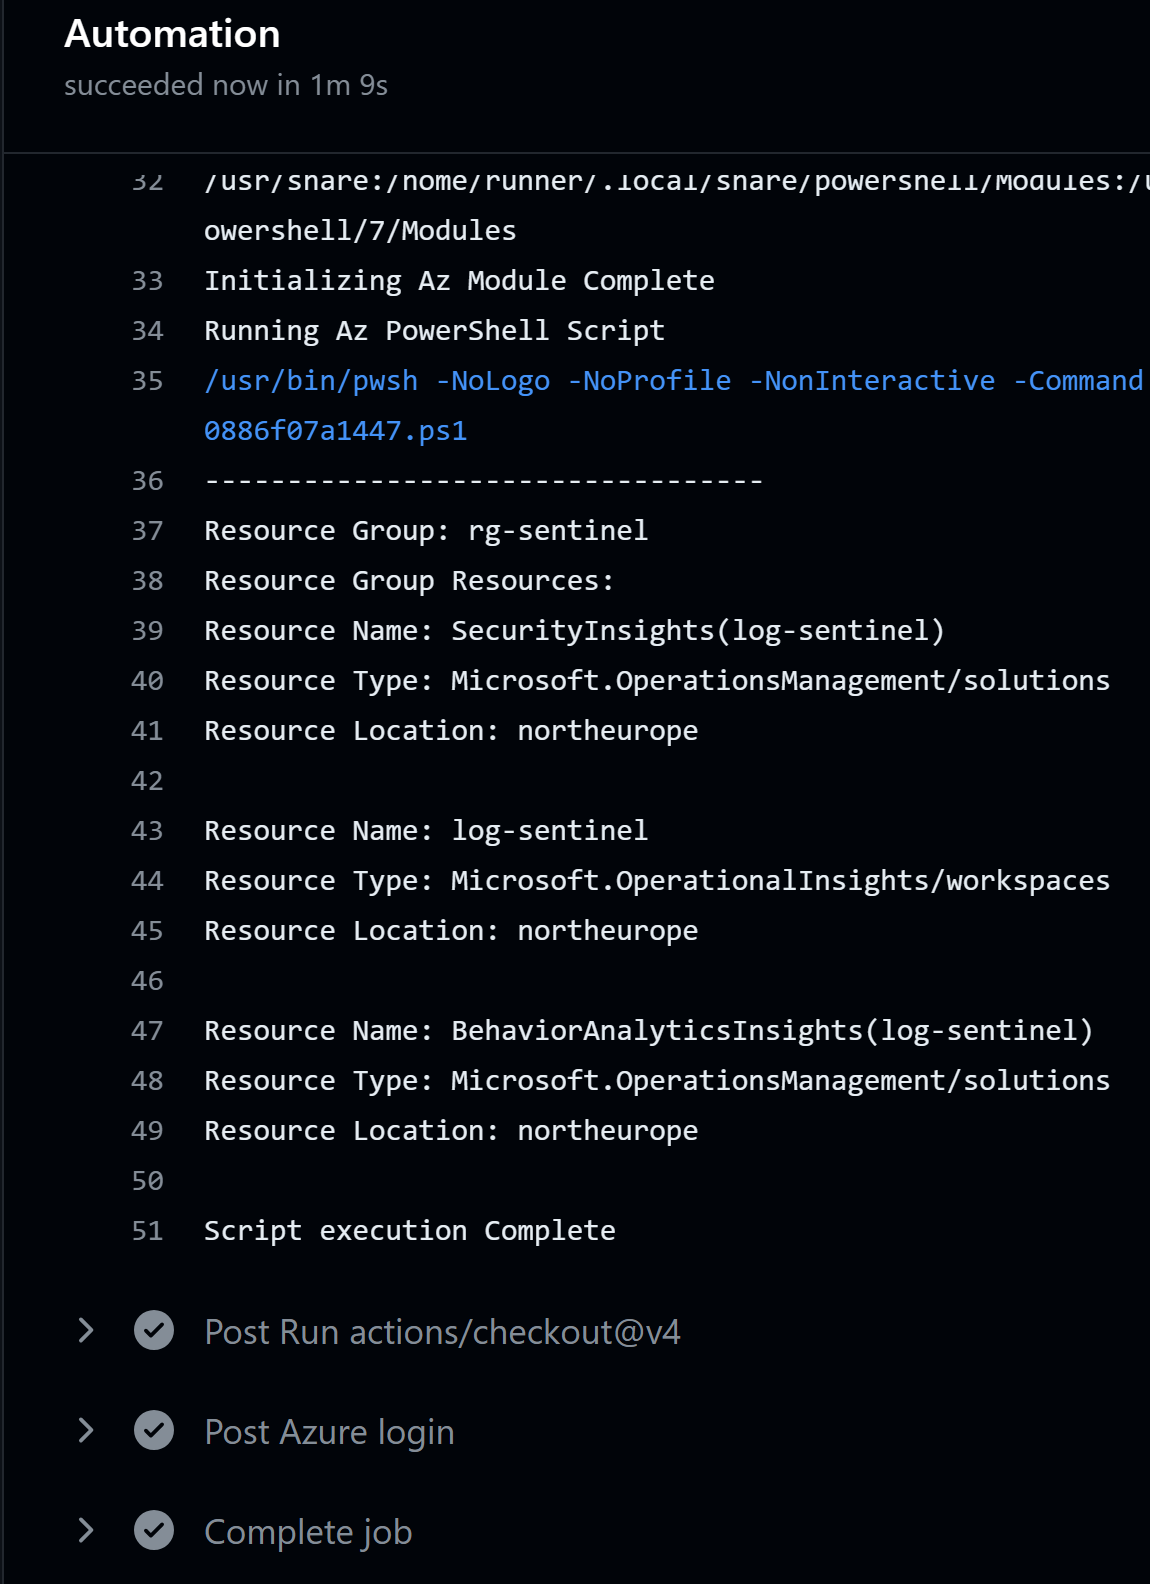 Automation
succeeded now in 1m 9s
32 /usr/share:/home/runner/.local/share/powershell/Modules:/u
owershell/7/Modules
33 Initializing Az Module Complete
34 Running Az PowerShell Script
35 /usr/bin/pwsh -NoLogo -NoProfile -NonInteractive -Command
0886f07a1447.ps1
36 ----------------------------------
37 Resource Group: rg-sentinel
38 Resource Group Resources:
39 Resource Name: SecurityInsights(log-sentinel)
40 Resource Type: Microsoft.OperationsManagement/solutions
41 Resource Location: northeurope
42
43 Resource Name: log-sentinel
44 Resource Type: Microsoft.OperationalInsights/workspaces
45 Resource Location: northeurope
46
47 Resource Name: BehaviorAnalyticsInsights(log-sentinel)
48 Resource Type: Microsoft.OperationsManagement/solutions
49 Resource Location: northeurope
50
51 Script execution Complete
Post Run actions/checkout@v4
Post Azure login
Complete job